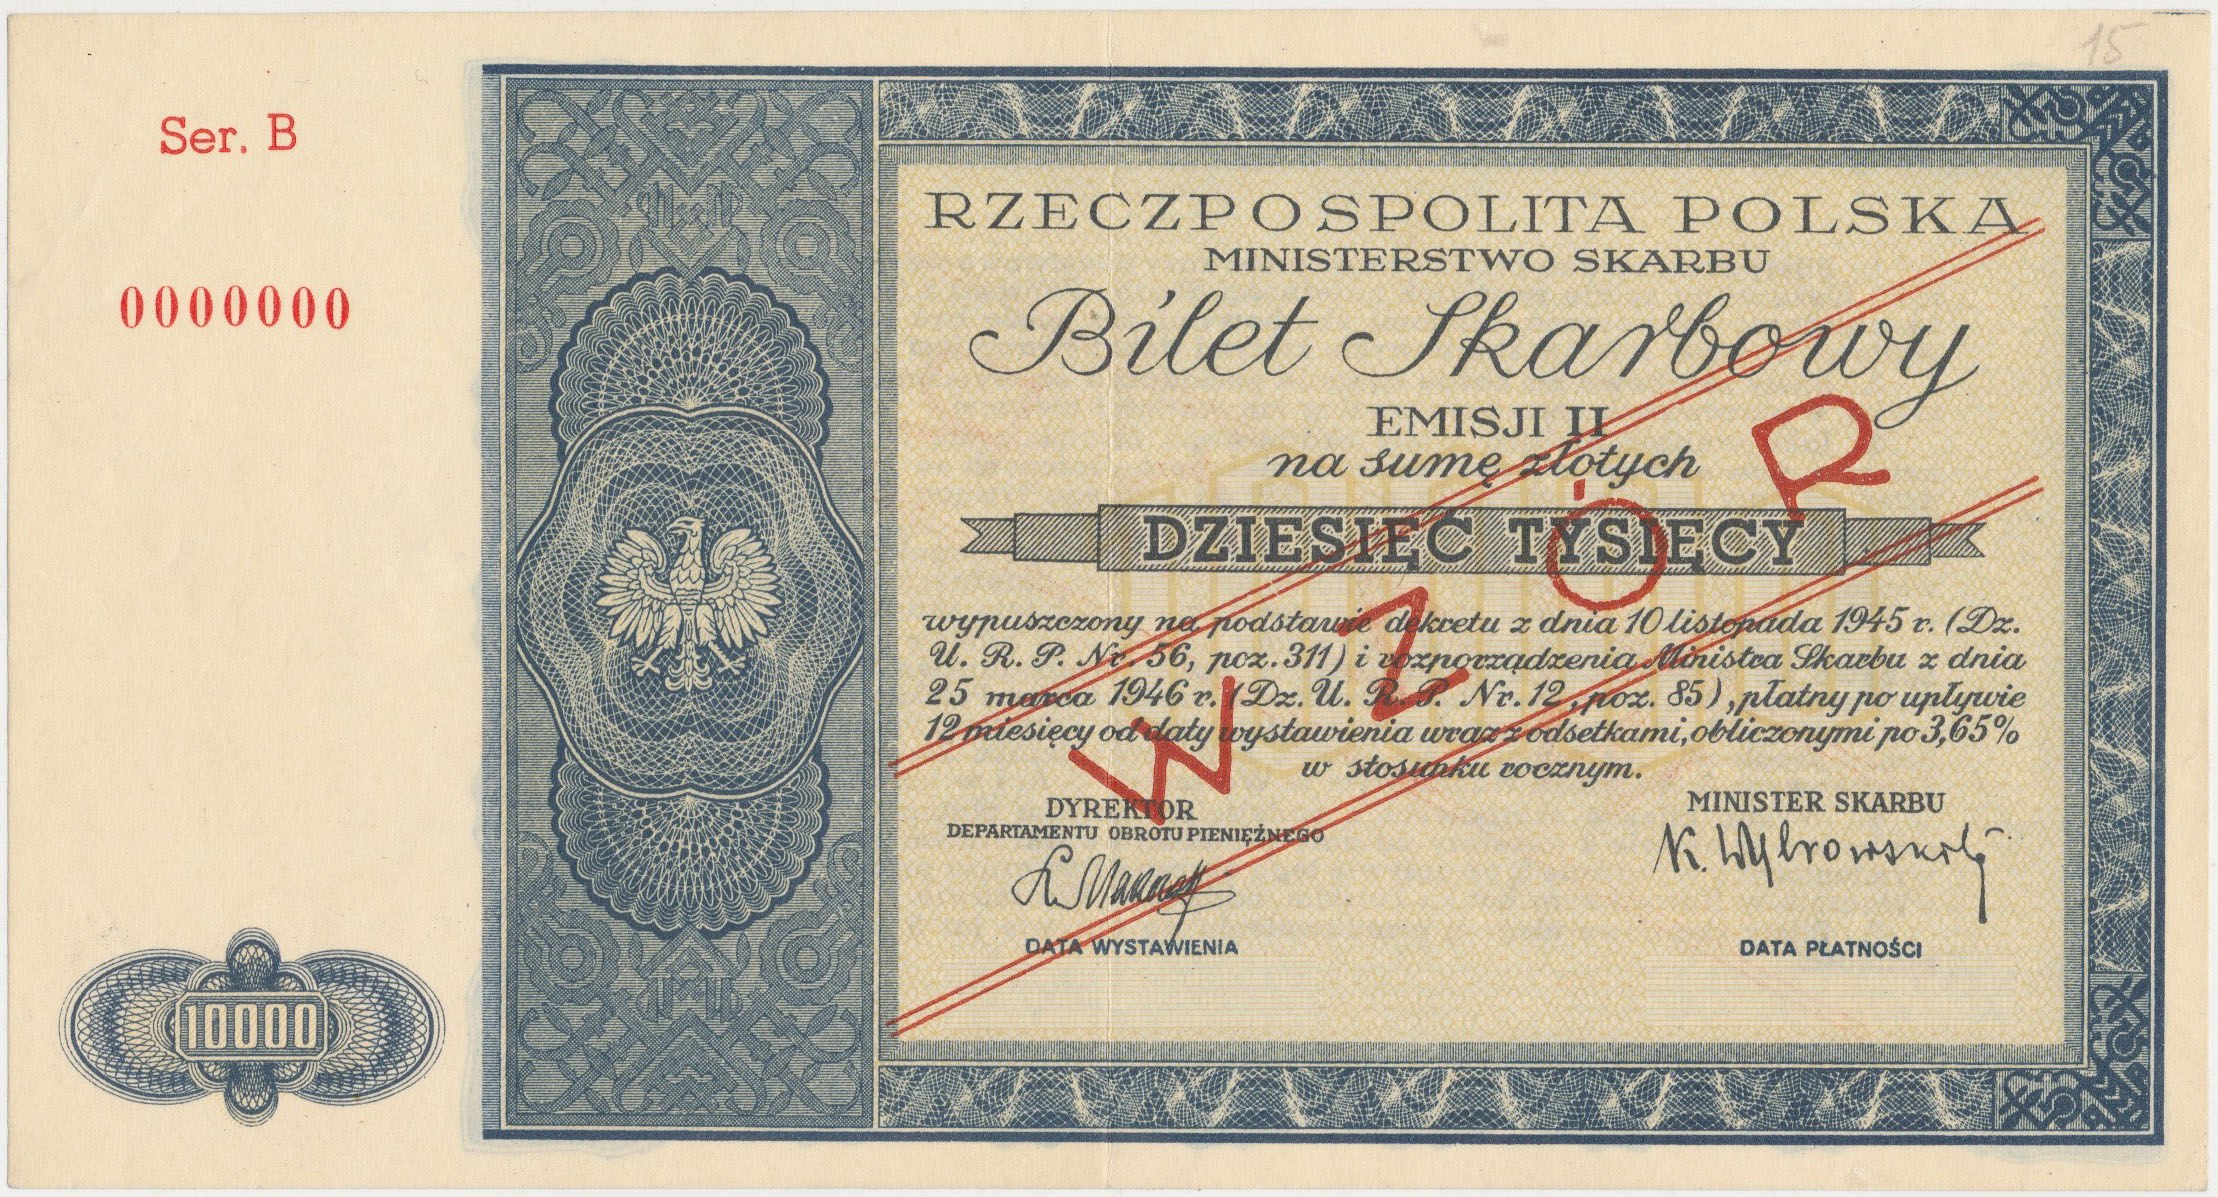 15
Ser. B
0000000
RZECZPOSPOLITA POLSKA
MINISTERSTWO SKARBU
Bilet Skarbowy
EMISJI II
na sumę złotych
DZIESIĘC TYSIĘCY
wypuszczony na podstawie dekretu z dnia 10 listopada 1945 r. (Dz.
U. R. P. Nr. 56, poz. 311) i rozporządzenia Ministra Skarbu z dnia
25 marca 1946 r. (Dz. U. R. P. Nr. 12, poz. 85), płatny po upływie
12 miesięcy od daty wystawienia wraz z odsetkami, obliczonymi po 3,65%
w stosunku rocznym.
WZÓR
DYREKTOR
DEPARTAMENTU OBROTU PIENIĘŻNEGO
MINISTER SKARBU
DATA WYSTAWIENIA
DATA PŁATNOŚCI
10000